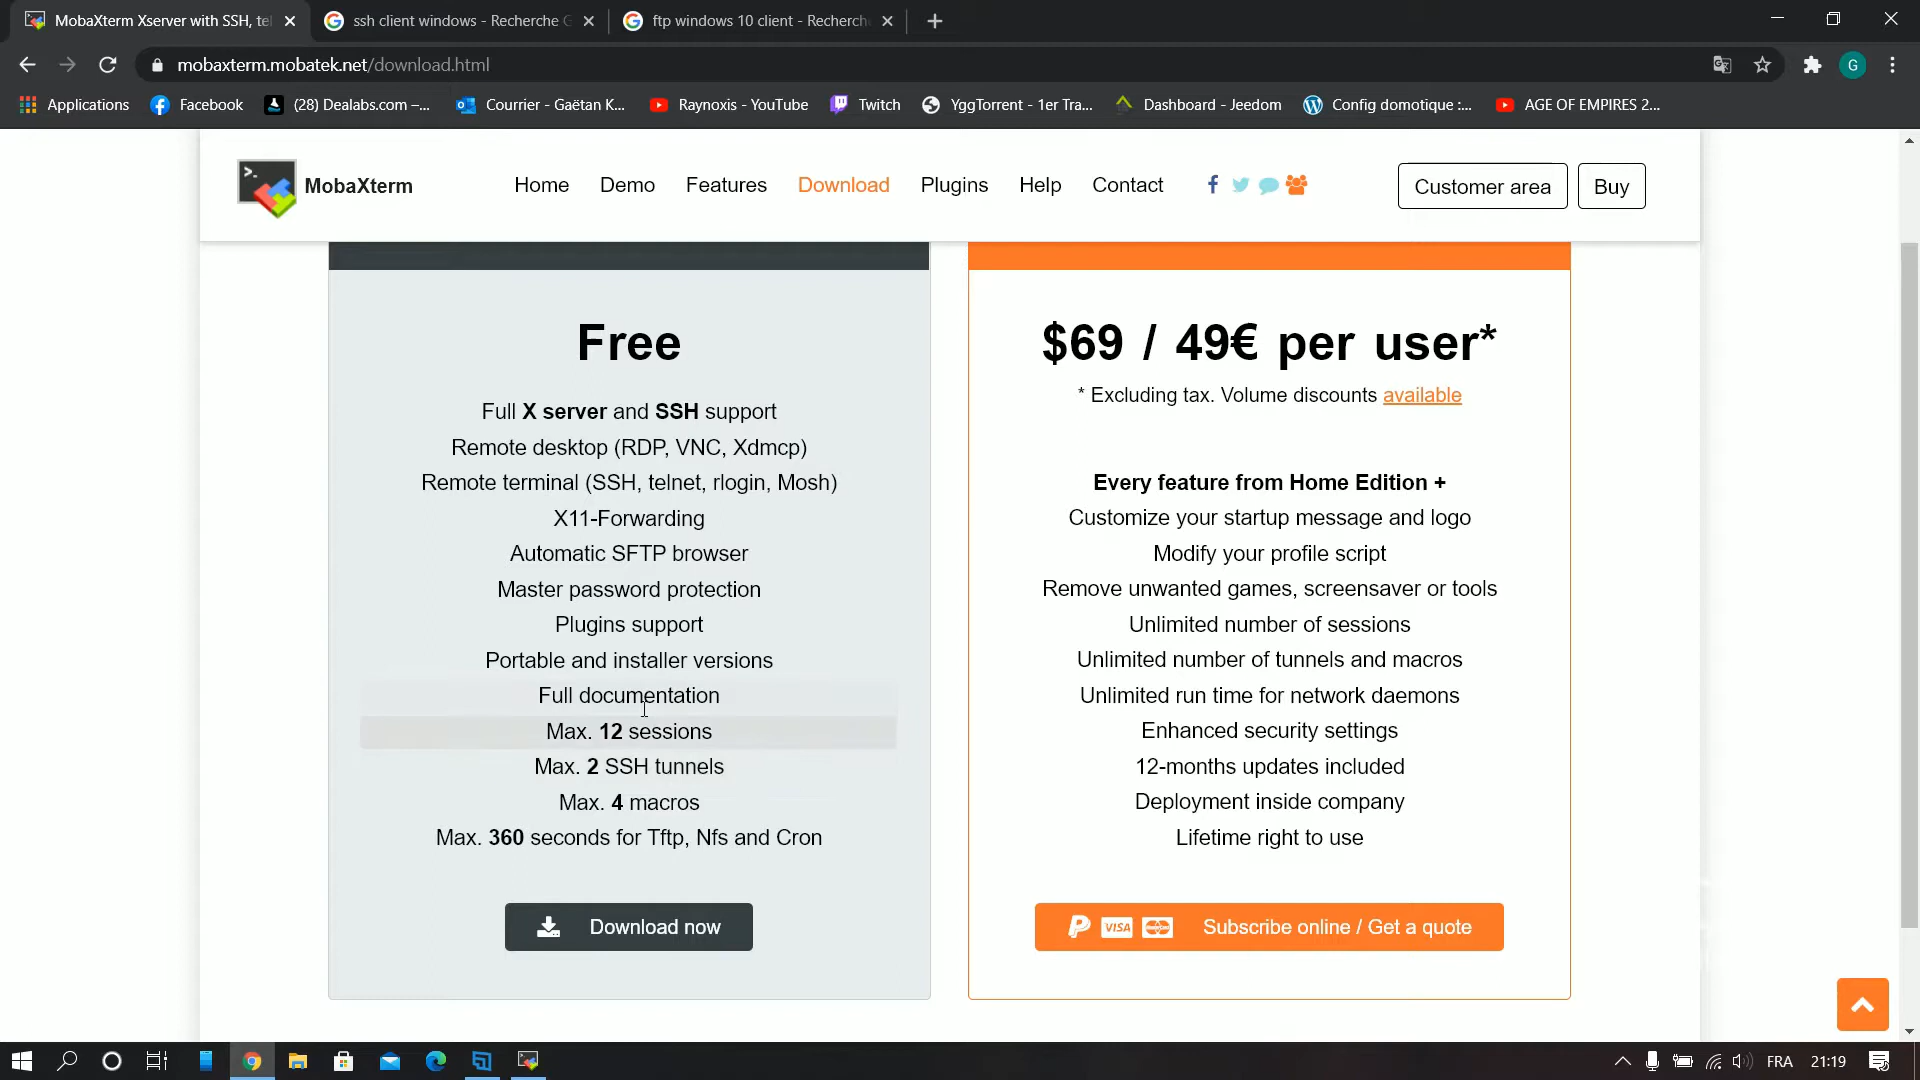 MobaXterm Xserver with SSH, tel
ssh client windows - Recherche G
ftp windows 10 client - Recherche
mobaxterm.mobatek.net/download.html
G
Applications
Facebook
(28) Dealabs.com –...
Courrier - Gaëtan K...
Raynoxis - YouTube
Twitch
YggTorrent - 1er Tra...
Dashboard - Jeedom
Config domotique :...
AGE OF EMPIRES 2...
MobaXterm
Home
Demo
Features
Download
Plugins
Help
Contact
Customer area
Buy
Free
Full X server and SSH support
Remote desktop (RDP, VNC, Xdmcp)
Remote terminal (SSH, telnet, rlogin, Mosh)
X11-Forwarding
Automatic SFTP browser
Master password protection
Plugins support
Portable and installer versions
Full documentation
Max. 12 sessions
Max. 2 SSH tunnels
Max. 4 macros
Max. 360 seconds for Tftp, Nfs and Cron
Download now
$69 / 49€ per user*
* Excluding tax. Volume discounts available
Every feature from Home Edition +
Customize your startup message and logo
Modify your profile script
Remove unwanted games, screensaver or tools
Unlimited number of sessions
Unlimited number of tunnels and macros
Unlimited run time for network daemons
Enhanced security settings
12-months updates included
Deployment inside company
Lifetime right to use
VISA
Subscribe online / Get a quote
FRA
21:19